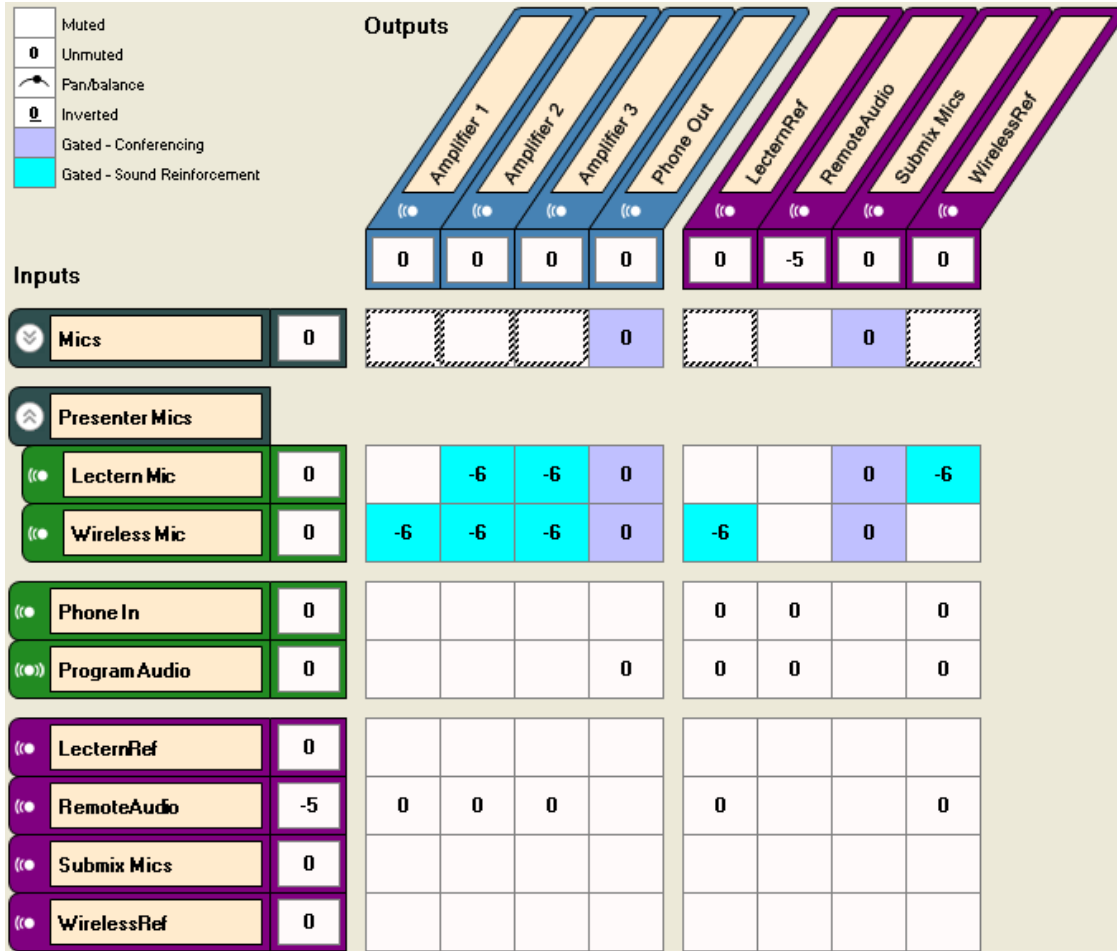 Muted
Outputs
0 Unmuted
Pan/balance
0 Inverted
Gated - Conferencing
Gated - Sound Reinforcement
Amplifier 1 Amplifier 2 Amplifier 3 Phone Out LecternRef RemoteAudio Submix Mics WirelessRef
0 0 0 0 0 -5 0 0
Inputs
Mics 0 0 0
Presenter Mics
Lectern Mic 0 -6 -6 0 0 -6
Wireless Mic 0 -6 -6 -6 0 -6 0
Phone In 0 0 0 0
Program Audio 0 0 0 0 0
LecternRef 0
RemoteAudio -5 0 0 0 0 0
Submix Mics 0
WirelessRef 0